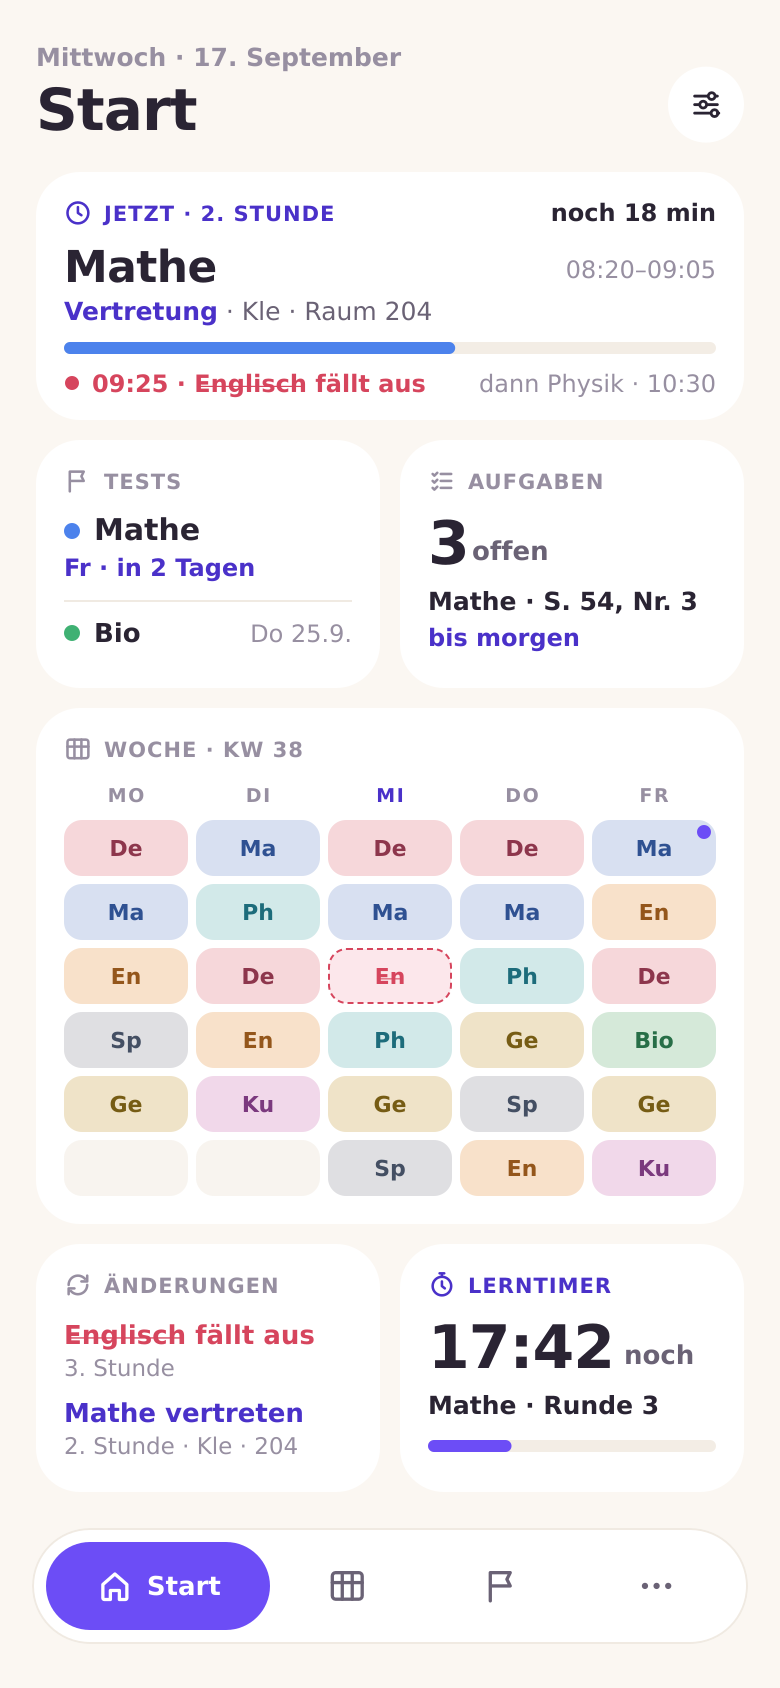 Mittwoch · 17. September
Start
JETZT · 2. STUNDE noch 18 min
Mathe 08:20–09:05
Vertretung · Kle · Raum 204
09:25 · Englisch fällt aus dann Physik · 10:30
TESTS
Mathe
Fr · in 2 Tagen
Bio Do 25.9.
AUFGABEN
3 offen
Mathe · S. 54, Nr. 3
bis morgen
WOCHE · KW 38
MO DI MI DO FR
De Ma De De Ma
Ma Ph Ma Ma En
En De En Ph De
Sp En Ph Ge Bio
Ge Ku Ge Sp Ge
Sp En Ku
ÄNDERUNGEN
Englisch fällt aus
3. Stunde
Mathe vertreten
2. Stunde · Kle · 204
LERNTIMER
17:42 noch
Mathe · Runde 3
Start